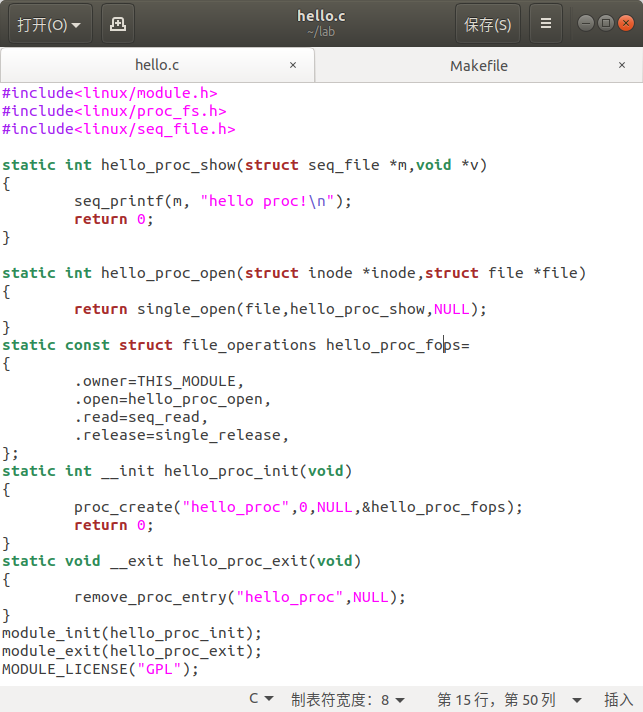 打开(O)
hello.c
~/lab
保存(S)
hello.c ×
Makefile ×
#include<linux/module.h>
#include<linux/proc_fs.h>
#include<linux/seq_file.h>
static int hello_proc_show(struct seq_file *m,void *v)
{
        seq_printf(m, "hello proc!\n");
        return 0;
}
static int hello_proc_open(struct inode *inode,struct file *file)
{
        return single_open(file,hello_proc_show,NULL);
}
static const struct file_operations hello_proc_fops=
{
        .owner=THIS_MODULE,
        .open=hello_proc_open,
        .read=seq_read,
        .release=single_release,
};
static int __init hello_proc_init(void)
{
        proc_create("hello_proc",0,NULL,&hello_proc_fops);
        return 0;
}
static void __exit hello_proc_exit(void)
{
        remove_proc_entry("hello_proc",NULL);
}
module_init(hello_proc_init);
module_exit(hello_proc_exit);
MODULE_LICENSE("GPL");
C 制表符宽度：8 第 15 行，第 50 列 插入